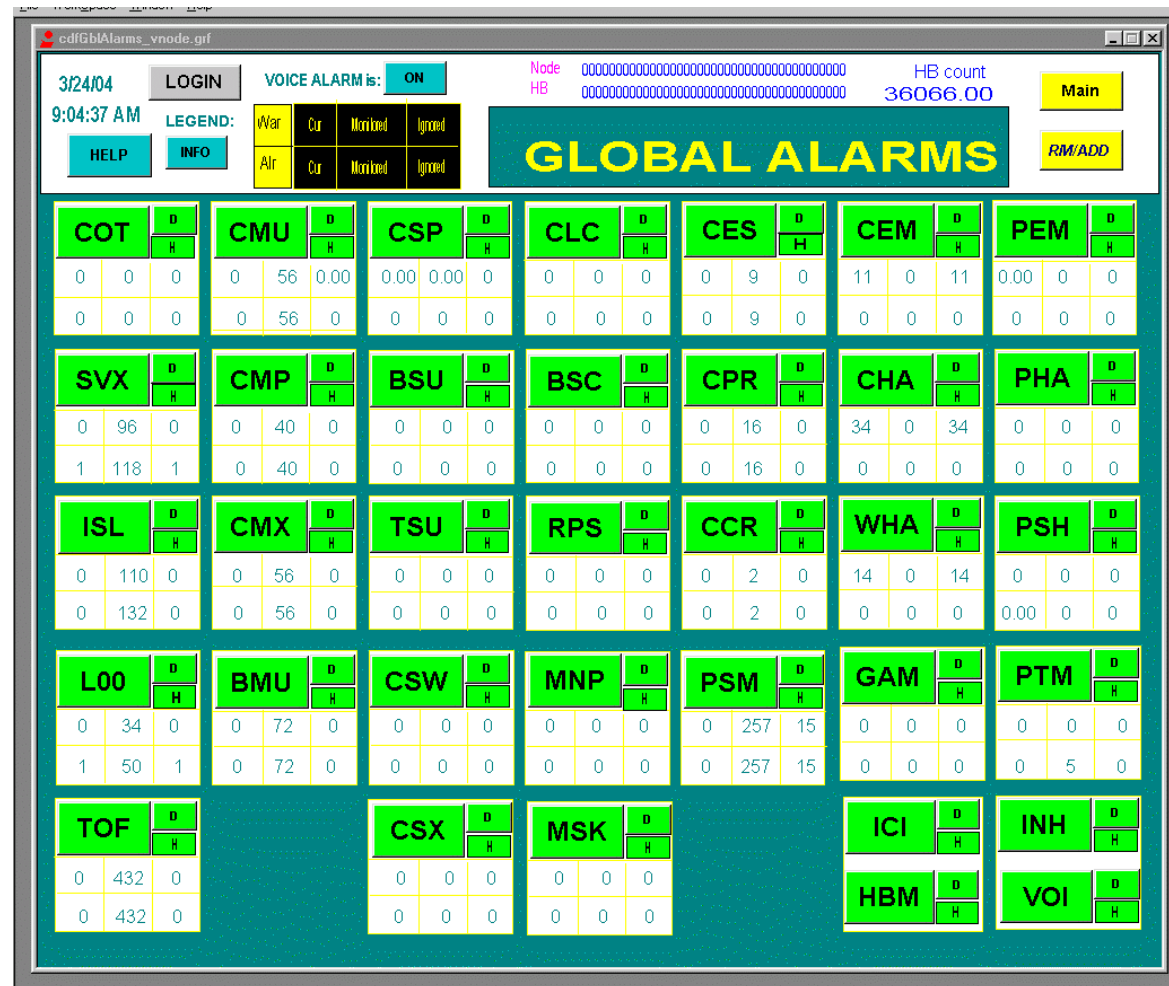 cdfGblAlarms_vnode.grf
3/24/04 LOGIN VOICE ALARM is: ON
Node 000000000000000000000000000000000000000
HB 000000000000000000000000000000000000000
HB count
36066.00
Main
9:04:37 AM LEGEND:
War Cur Monitored Ignored
HELP INFO
Alr Cur Monitored Ignored
GLOBAL ALARMS
RM/ADD
COT D H CMU D H CSP D H CLC D H CES D H CEM D H PEM D H
0 0 0 0 56 0.00 0.00 0.00 0 0 0 0 0 9 0 11 0 11 0.00 0 0
0 0 0 0 56 0 0 0 0 0 0 0 0 9 0 0 0 0 0 0 0
SVX D H CMP D H BSU D H BSC D H CPR D H CHA D H PHA D H
0 96 0 0 40 0 0 0 0 0 0 0 0 16 0 34 0 34 0 0 0
1 118 1 0 40 0 0 0 0 0 0 0 0 16 0 0 0 0 0 0 0
ISL D H CMX D H TSU D H RPS D H CCR D H WHA D H PSH D H
0 110 0 0 56 0 0 0 0 0 0 0 0 2 0 14 0 14 0 0 0
0 132 0 0 56 0 0 0 0 0 0 0 0 2 0 0 0 0 0.00 0 0
L00 D H BMU D H CSW D H MNP D H PSM D H GAM D H PTM D H
0 34 0 0 72 0 0 0 0 0 0 0 0 257 15 0 0 0 0 0 0
1 50 1 0 72 0 0 0 0 0 0 0 0 257 15 0 0 0 0 5 0
TOF D H CSX D H MSK D H ICI D H INH D H
0 432 0 0 0 0 0 0 0
HBM D H VOI D H
0 432 0 0 0 0 0 0 0